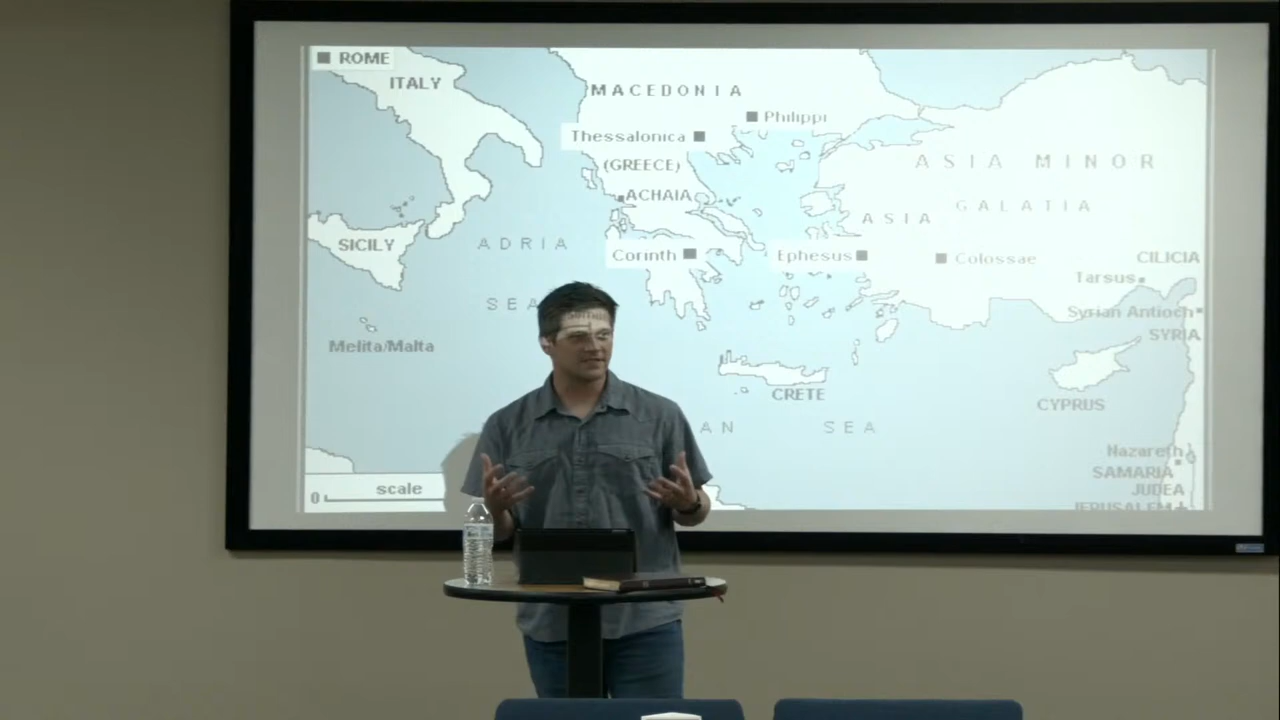 ROME
ITALY
MACEDONIA
Philippi
Thessalonica
(GREECE)
ASIA MINOR
ACHAIA
GALATIA
ASIA
SICILY
ADRIA
Corinth
Ephesus
Colossae
CILICIA
Tarsus
SEA
Syrian Antioch
SYRIA
Melita/Malta
CRETE
CYPRUS
AN SEA
Nazareth
SAMARIA
JUDEA
JERUSALEM
0
scale